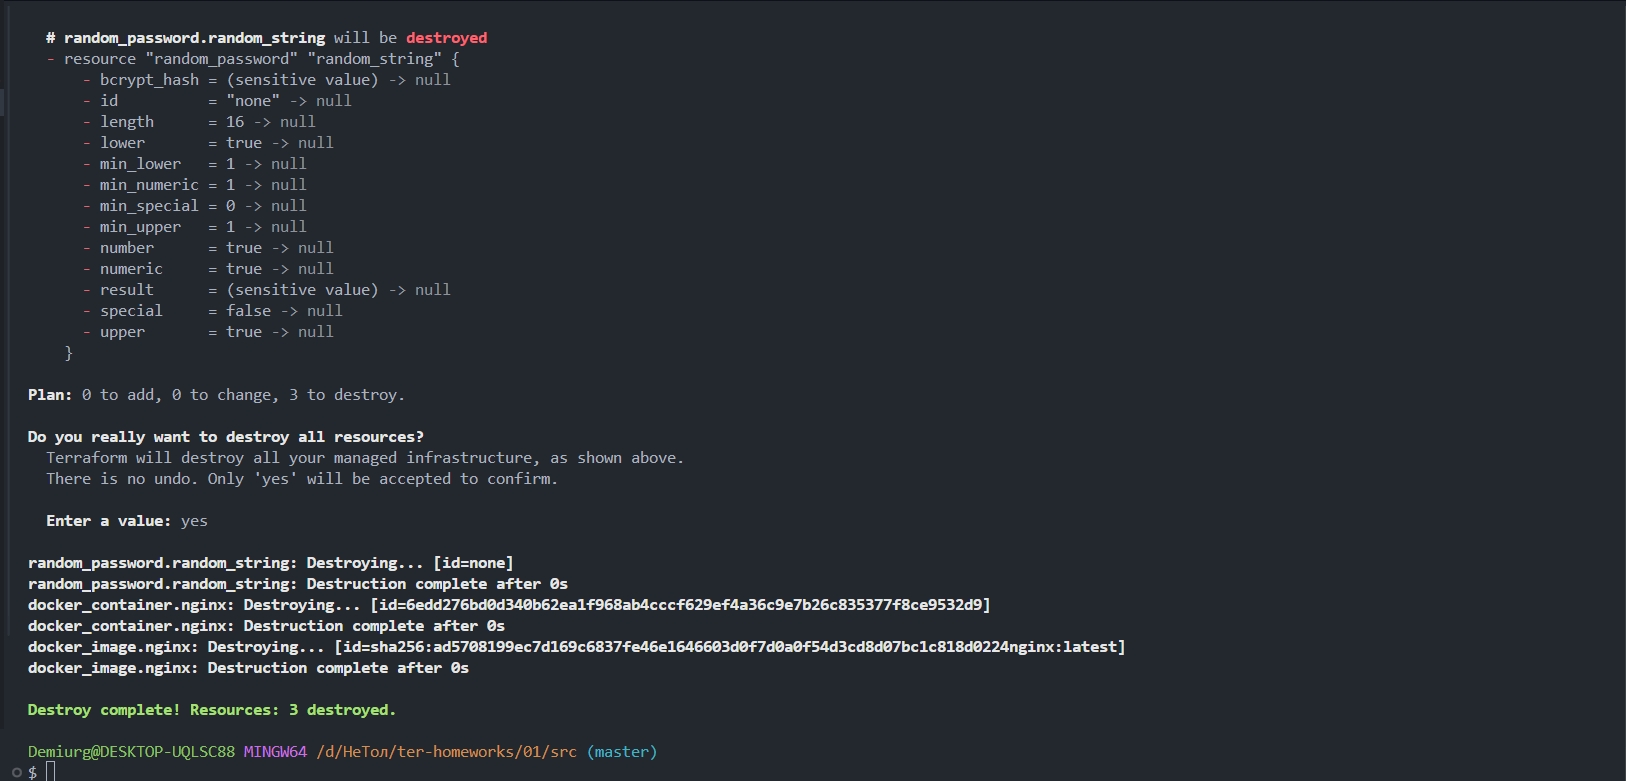 # random_password.random_string will be destroyed
- resource "random_password" "random_string" {
- bcrypt_hash = (sensitive value) -> null
- id          = "none" -> null
- length      = 16 -> null
- lower       = true -> null
- min_lower   = 1 -> null
- min_numeric = 1 -> null
- min_special = 0 -> null
- min_upper   = 1 -> null
- number      = true -> null
- numeric     = true -> null
- result      = (sensitive value) -> null
- special     = false -> null
- upper       = true -> null
}
Plan: 0 to add, 0 to change, 3 to destroy.
Do you really want to destroy all resources?
Terraform will destroy all your managed infrastructure, as shown above.
There is no undo. Only 'yes' will be accepted to confirm.
Enter a value: yes
random_password.random_string: Destroying... [id=none]
random_password.random_string: Destruction complete after 0s
docker_container.nginx: Destroying... [id=6edd276bd0d340b62ea1f968ab4cccf629ef4a36c9e7b26c835377f8ce9532d9]
docker_container.nginx: Destruction complete after 0s
docker_image.nginx: Destroying... [id=sha256:ad5708199ec7d169c6837fe46e1646603d0f7d0a0f54d3cd8d07bc1c818d0224nginx:latest]
docker_image.nginx: Destruction complete after 0s
Destroy complete! Resources: 3 destroyed.
Demiurg@DESKTOP-UQLSC88 MINGW64 /d/НеТол/ter-homeworks/01/src (master)
$